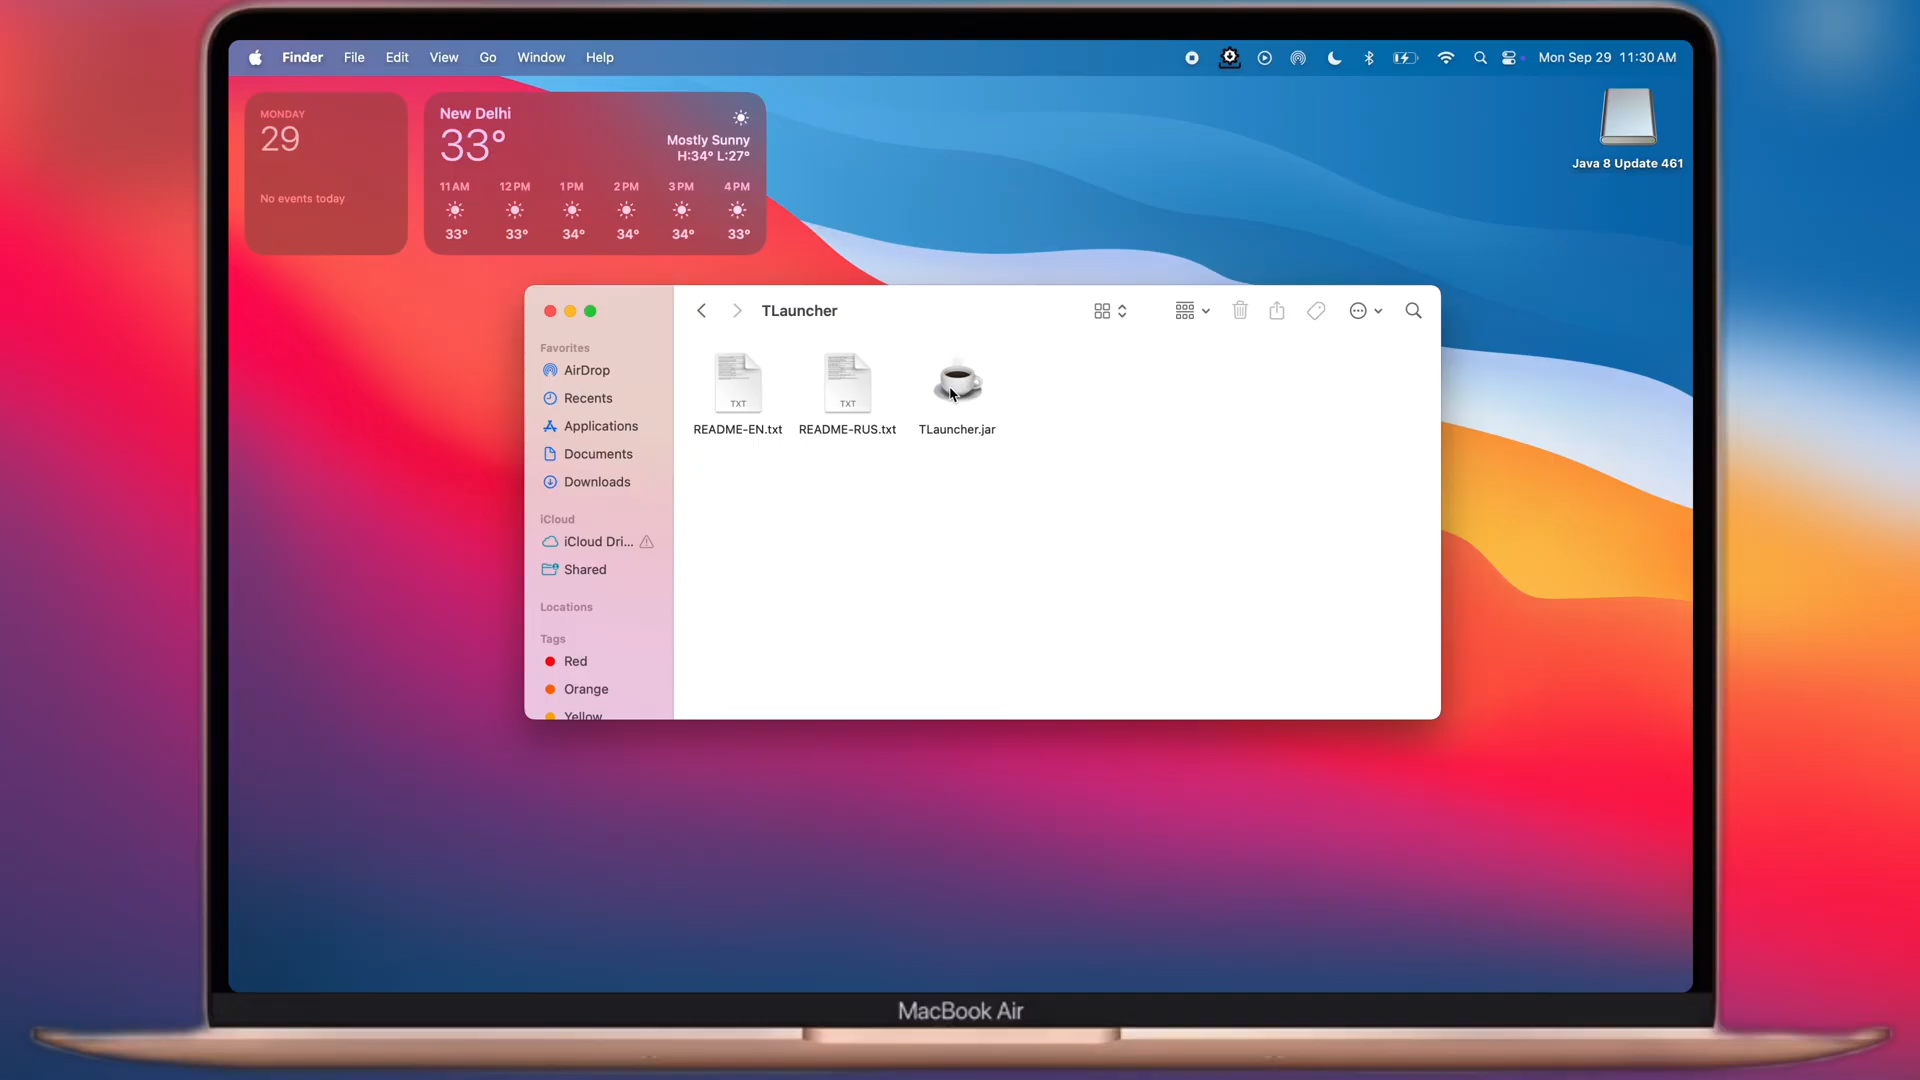 Finder File Edit View Go Window Help
Mon Sep 29 11:30 AM
MONDAY
29
No events today
New Delhi
33°
Mostly Sunny
H:34° L:27°
11 AM 12 PM 1 PM 2 PM 3 PM 4 PM
33° 33° 34° 34° 34° 33°
Java 8 Update 461
TLauncher
Favorites
AirDrop
Recents
Applications
Documents
Downloads
iCloud
iCloud Dri...
Shared
Locations
Tags
Red
Orange
Yellow
TXT
TXT
README-EN.txt
README-RUS.txt
TLauncher.jar
MacBook Air